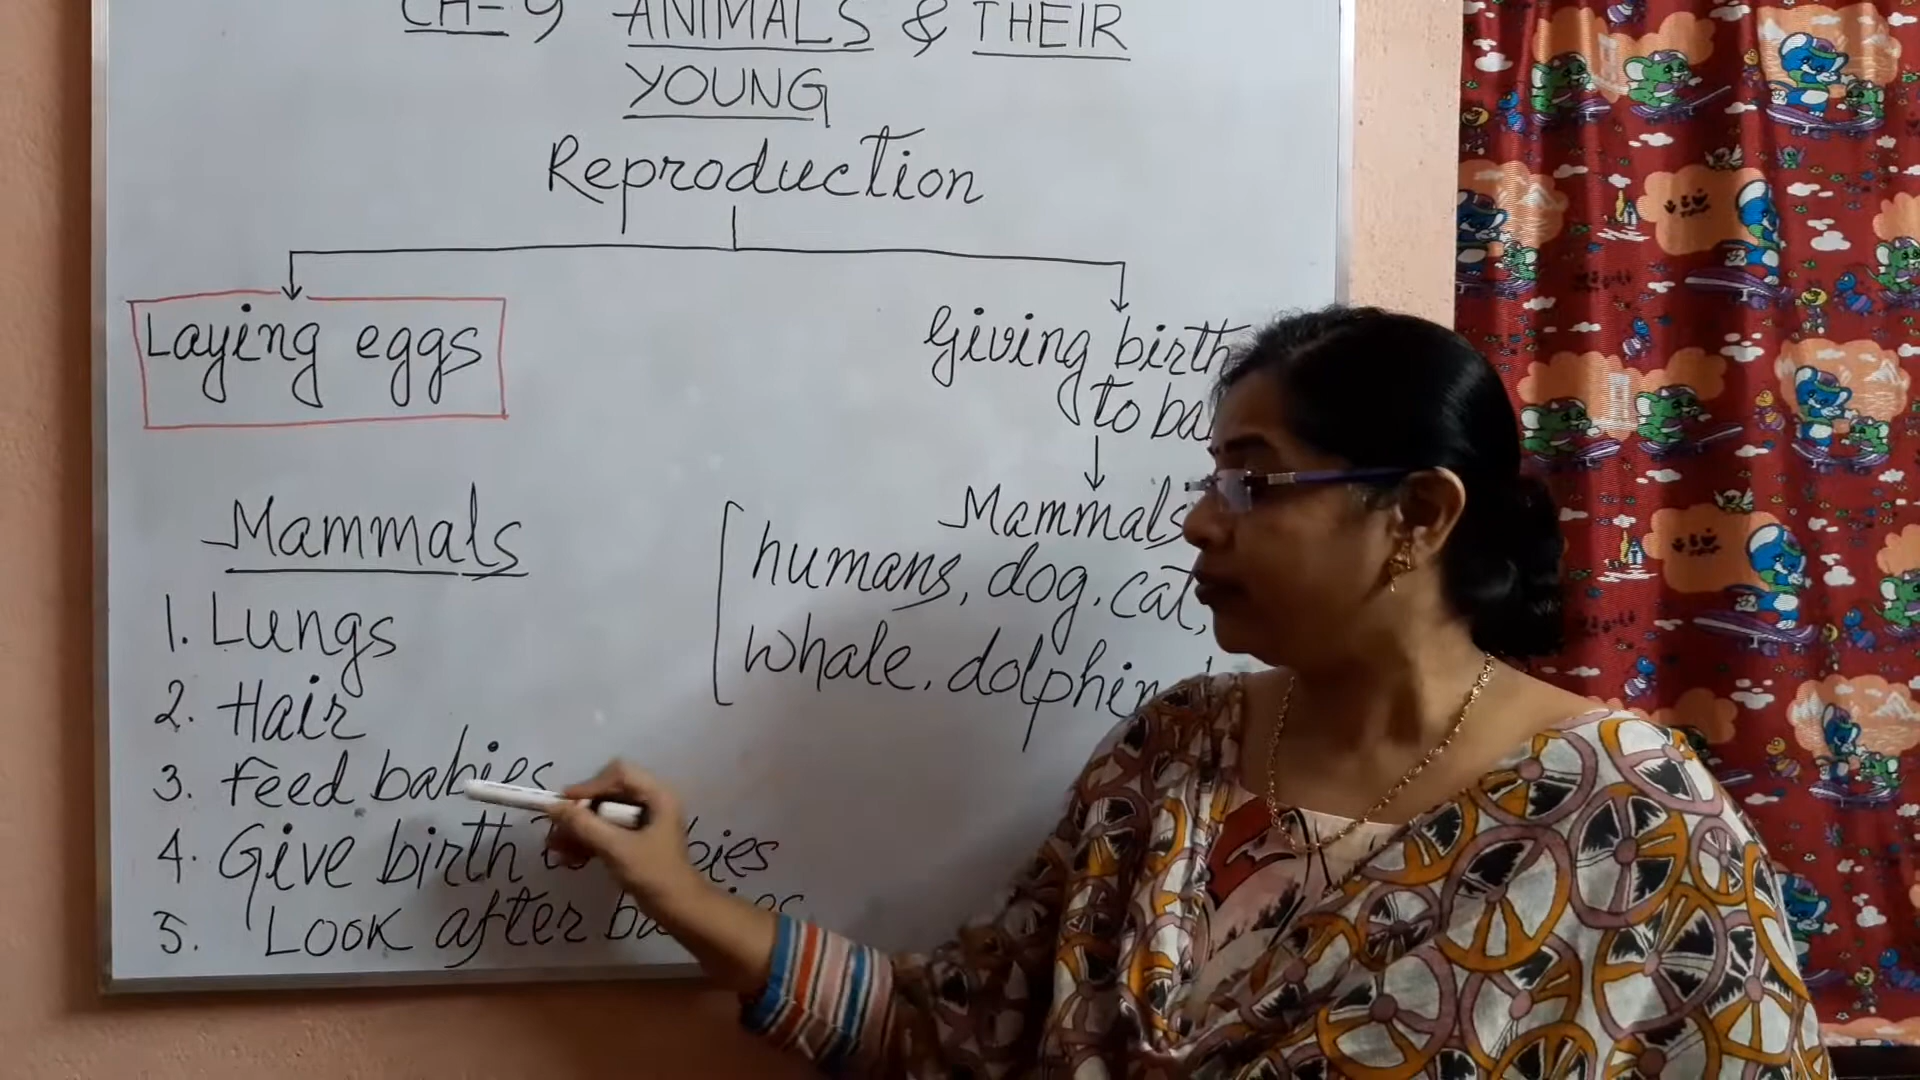 CH-9 ANIMALS & THEIR
YOUNG
Reproduction
Laying eggs
Giving birth
to
Mammals
humans, dog, cat,
whale, dolphin
Mammals
1. Lungs
2. Hair
3. Feed babies
4. Give birth
5. Look after